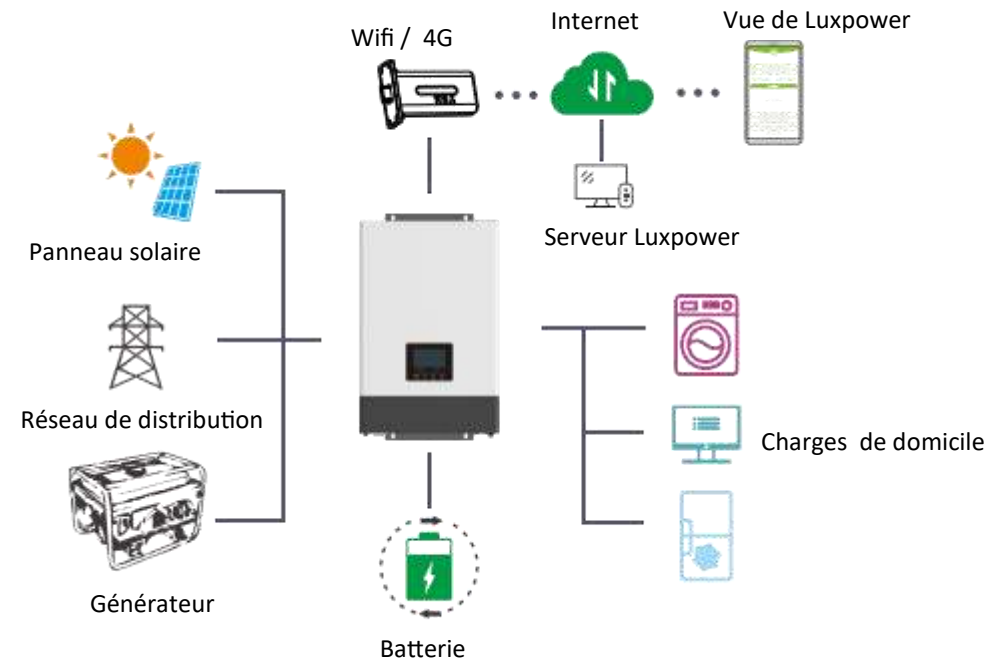 Internet
Vue de Luxpower
Wifi / 4G
Serveur Luxpower
Panneau solaire
Réseau de distribution
Charges de domicile
Générateur
Batterie